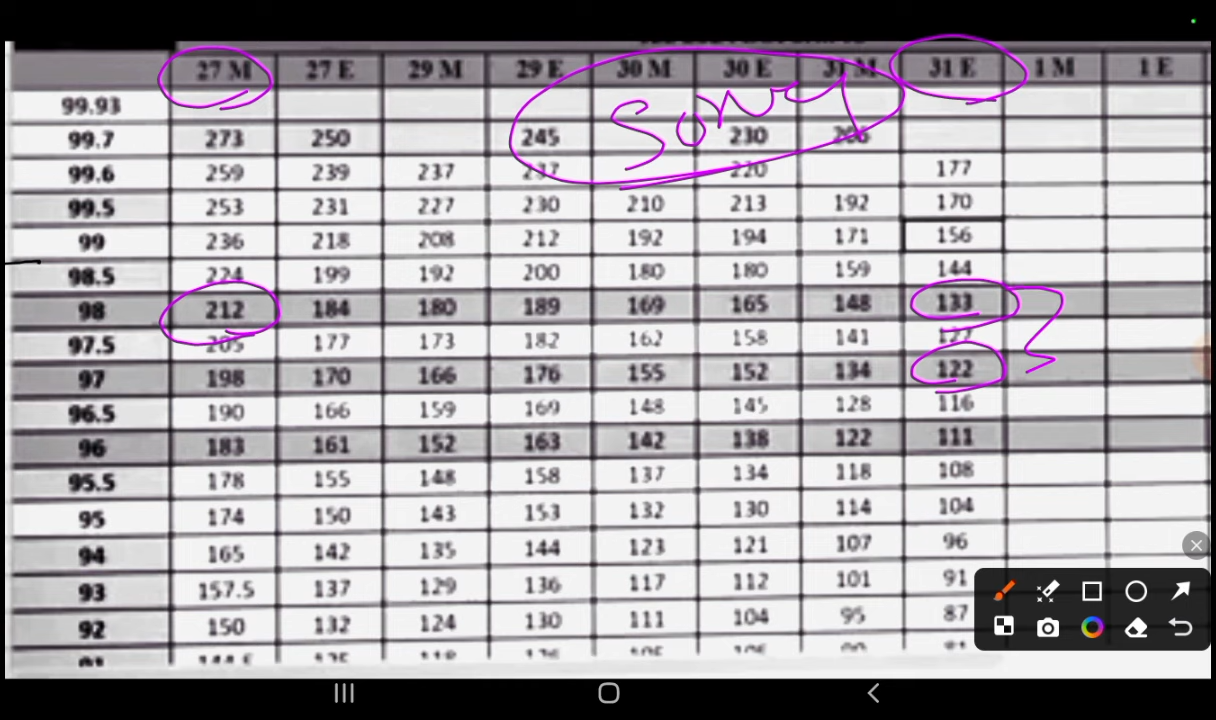 27 M 27 E 29 M 29 E 30 M 30 E 31 M 31 E 1 M 1 E
99.93
99.7 273 250 245 230 206
Sorry
99.6 259 239 237 237 220 177
99.5 253 231 227 230 210 213 192 170
99 236 218 208 212 192 194 171 156
98.5 224 199 192 200 180 180 159 144
98 212 184 180 189 169 165 148 133
97.5 205 177 173 182 162 158 141 127
97 198 170 166 176 155 152 134 122
96.5 190 166 159 169 148 145 128 116
96 183 161 152 163 142 138 122 111
95.5 178 155 148 158 137 134 118 108
95 174 150 143 153 132 130 114 104
94 165 142 135 144 123 121 107 96
93 157.5 137 129 136 117 112 101 91
92 150 132 124 130 111 104 95 87